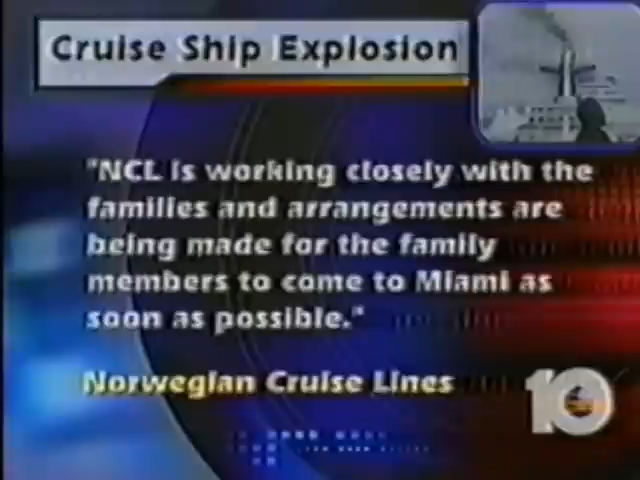 Cruise Ship Explosion
"NCL is working closely with the
families and arrangements are
being made for the family
members to come to Miami as
soon as possible."
Norwegian Cruise Lines
10